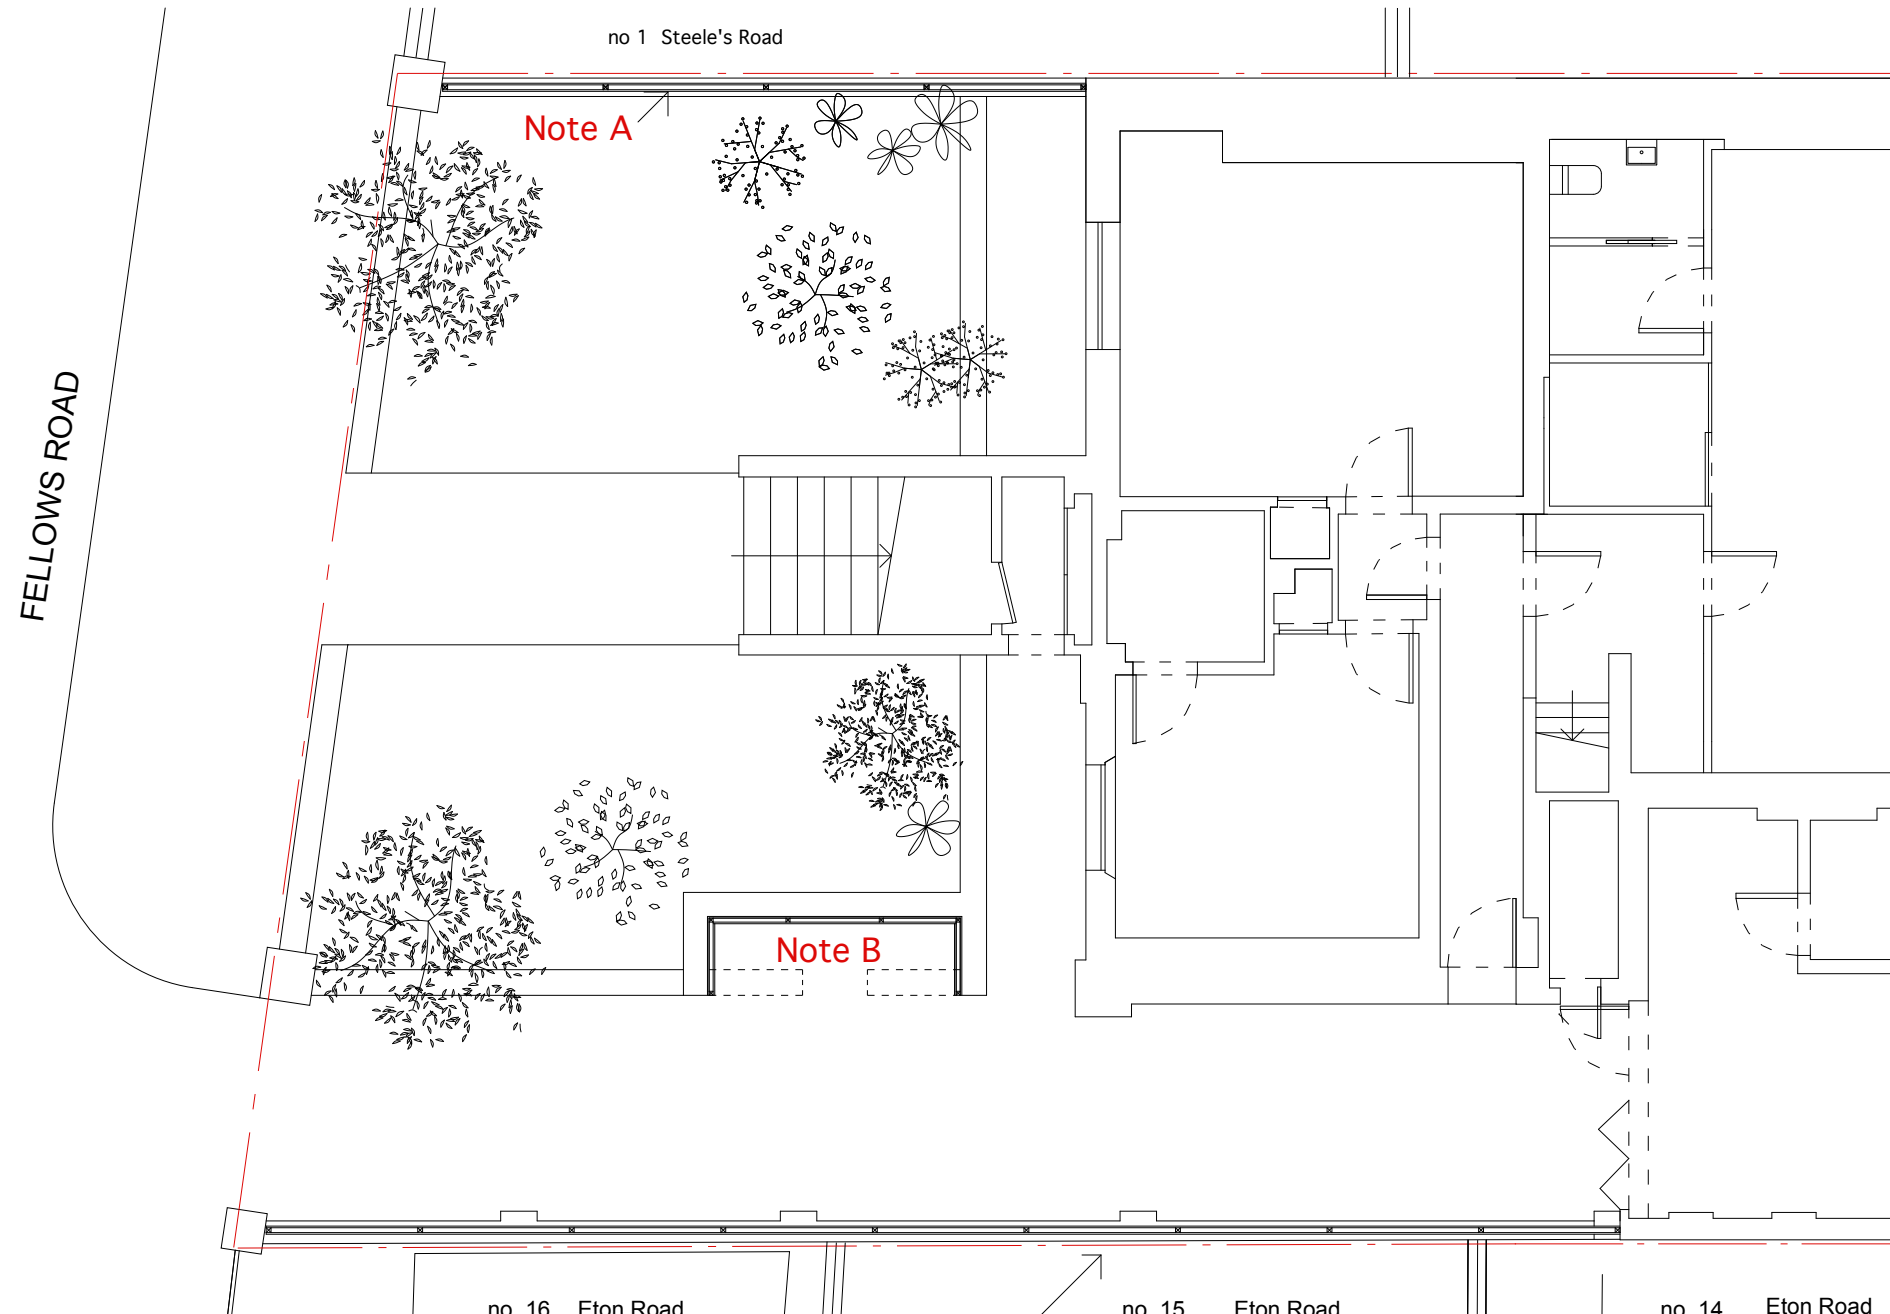 no 1 Steele's Road
Note A
FELLOWS ROAD
Note B
no 16 Eton Road
no 15 Eton Road
no 14 Eton Road